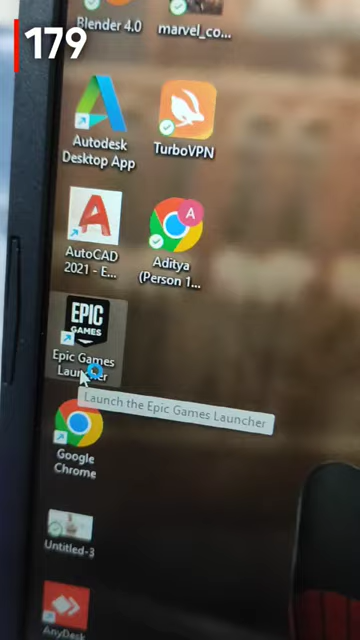 179
Blender 4.0
marvel_co...
Autodesk
Desktop App
TurboVPN
A
AutoCAD
2021 - E...
A
Aditya
(Person 1...
EPIC
GAMES
Epic Games
Launcher
Launch the Epic Games Launcher
Google
Chrome
Untitled-3
AnyDesk